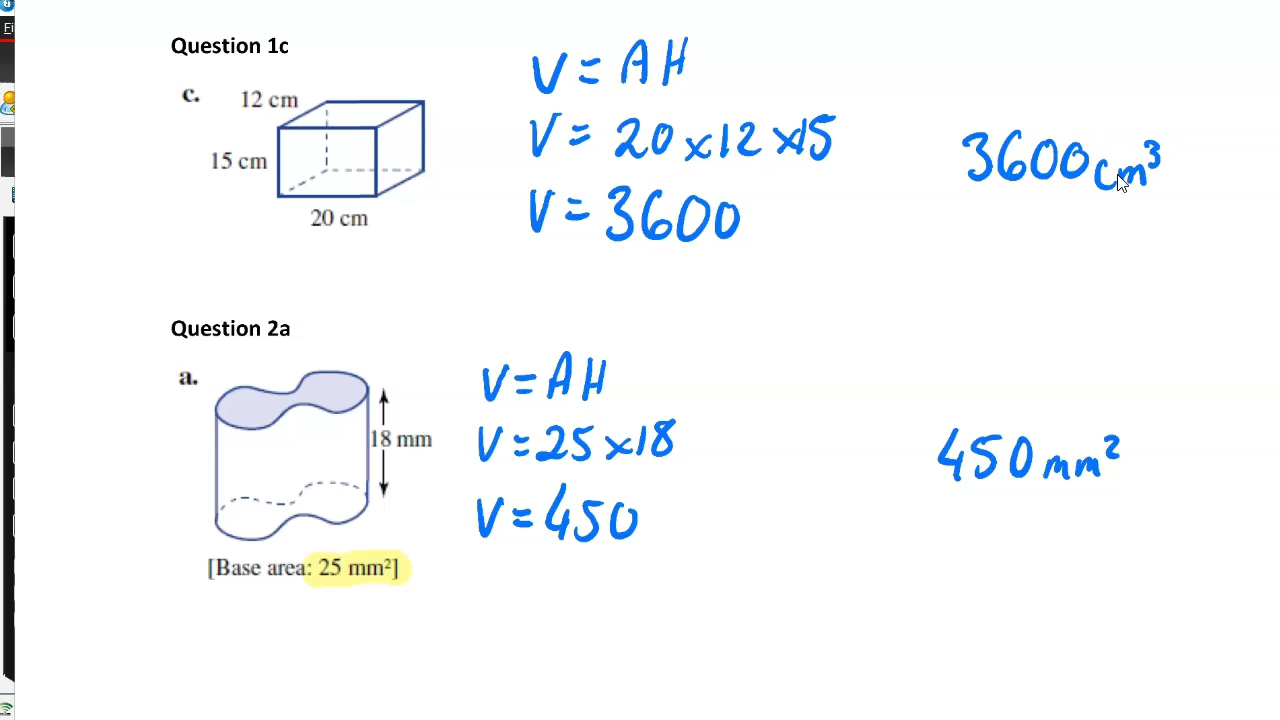 Fi
Question 1c
c.
12 cm
15 cm
20 cm
V = AH
V = 20 x 12 x 15
V = 3600
3600 cm³
Question 2a
a.
18 mm
[Base area: 25 mm²]
V = AH
V = 25 x 18
V = 450
450 mm²